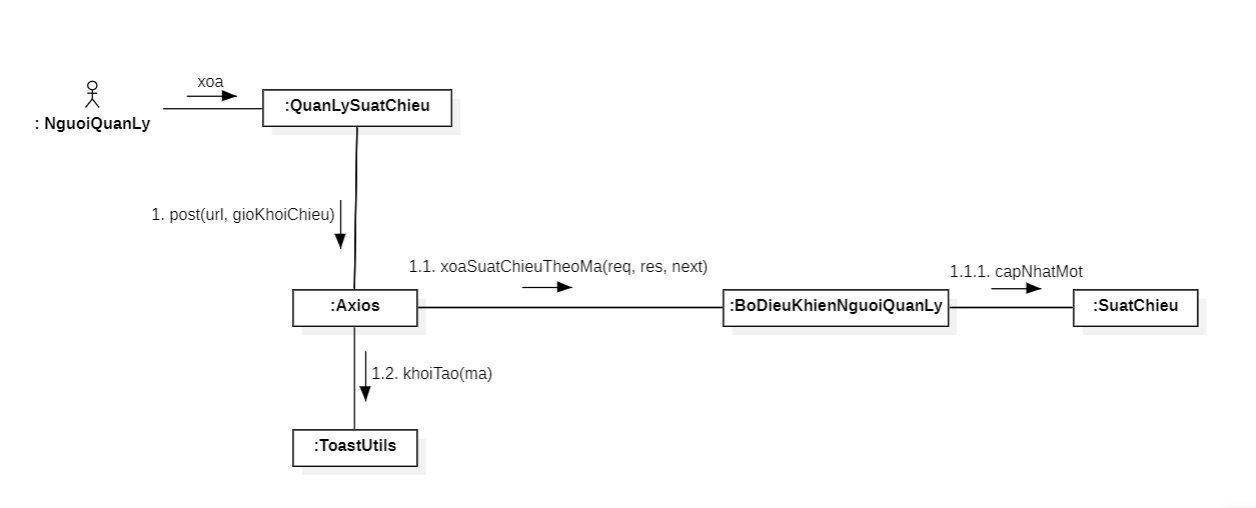 xoa
:QuanLySuatChieu
: NguoiQuanLy
1. post(url, gioKhoiChieu)
1.1. xoaSuatChieuTheoMa(req, res, next)
1.1.1. capNhatMot
:Axios
:BoDieuKhienNguoiQuanLy
:SuatChieu
1.2. khoiTao(ma)
:ToastUtils